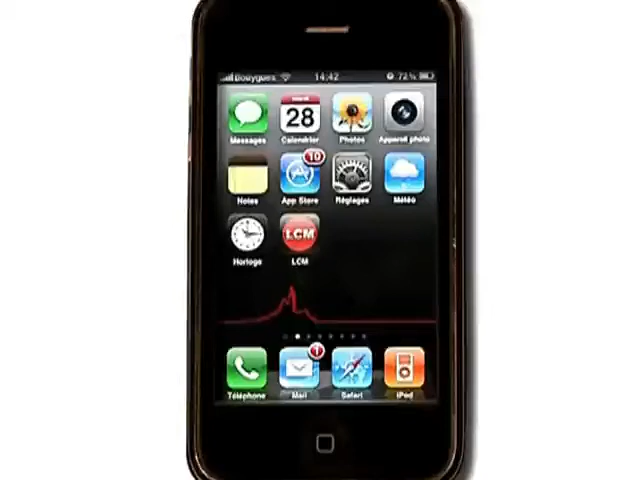 Bouygues 14:42 72 %
28
Messages Calendrier Photos Appareil photo
10
Notes App Store Réglages Météo
LCM
Horloge LCM
1
Téléphone Mail Safari iPod